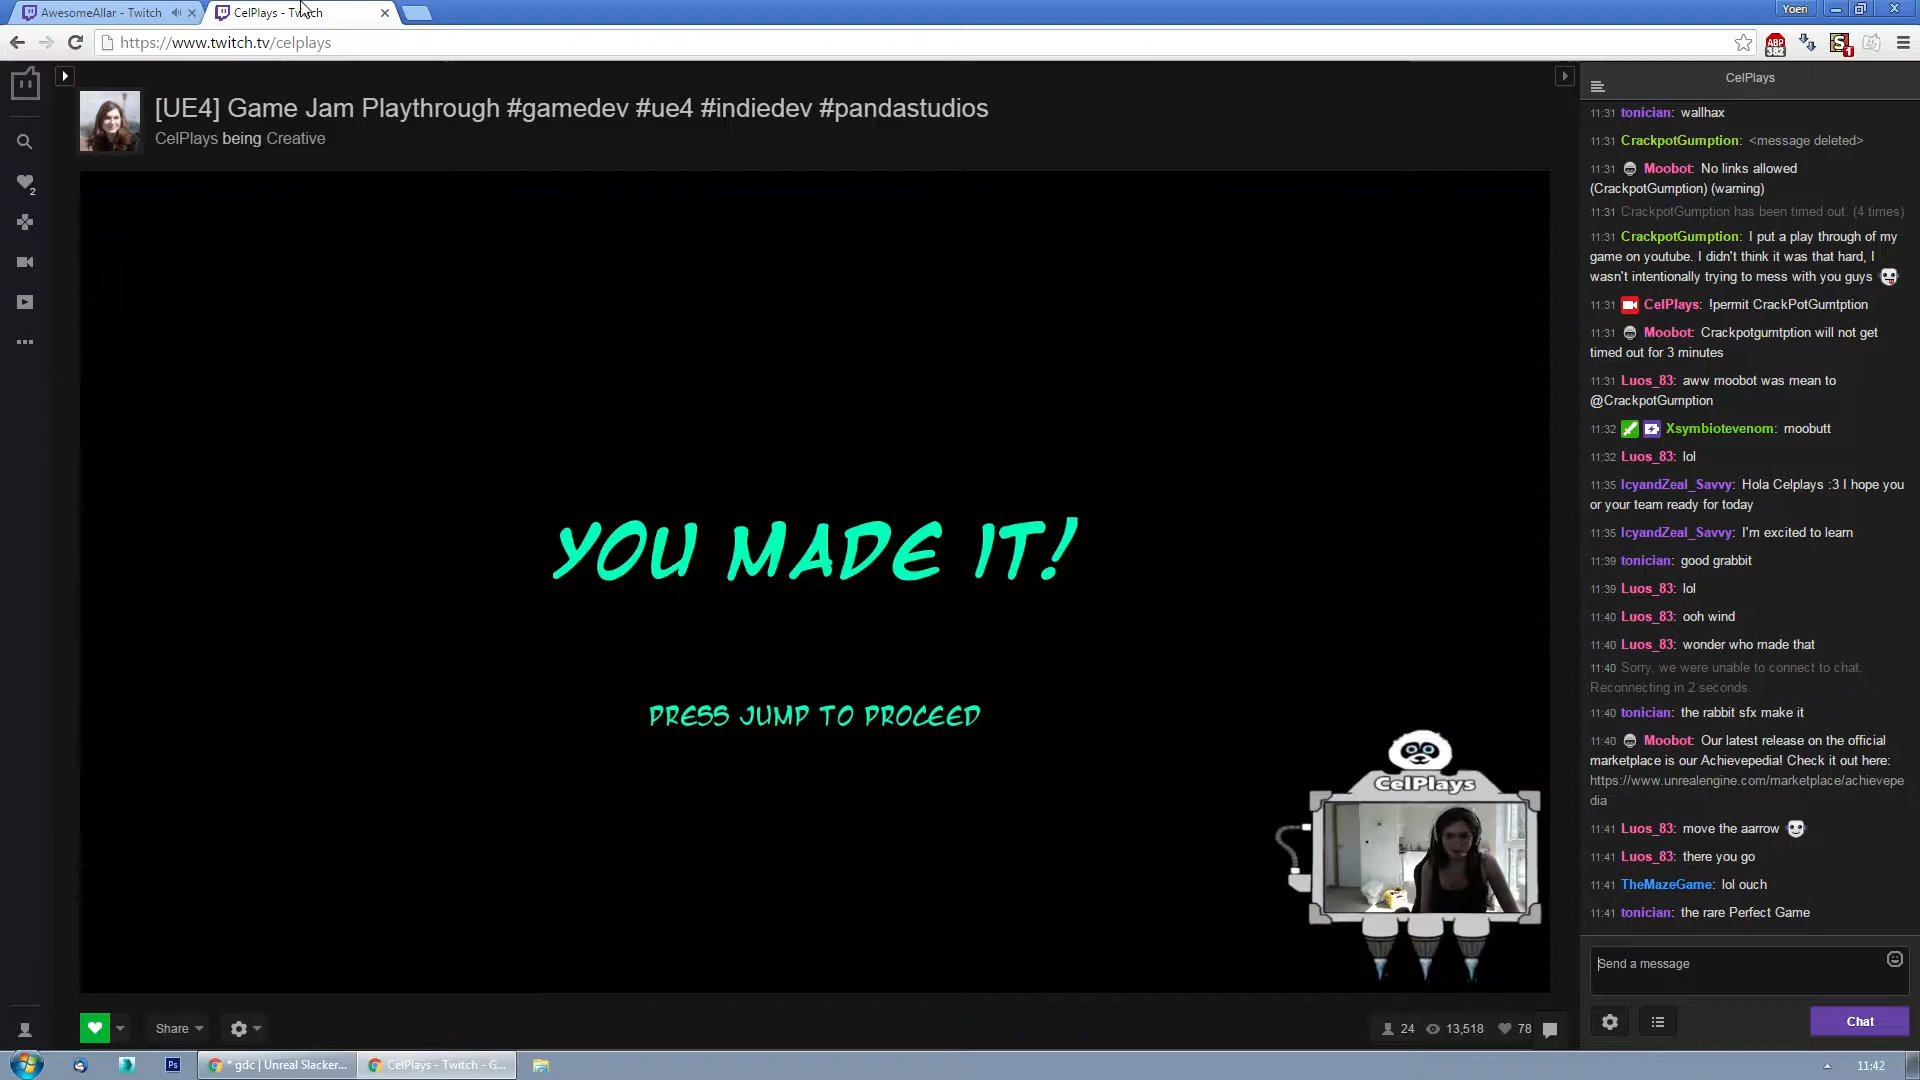 AwesomeAllar - Twitch
CelPlays - Twitch
Yoeri
https://www.twitch.tv/celplays
ABP
382
S
1
[UE4] Game Jam Playthrough #gamedev #ue4 #indiedev #pandastudios
CelPlays being Creative
2
YOU MADE IT!
PRESS JUMP TO PROCEED
CelPlays
Share
24
13,518
78
CelPlays
11:31 tonician: wallhax
11:31 CrackpotGumption: <message deleted>
11:31 Moobot: No links allowed
(CrackpotGumption) (warning)
11:31 CrackpotGumption has been timed out. (4 times)
11:31 CrackpotGumption: I put a play through of my
game on youtube. I didn't think it was that hard, I
wasn't intentionally trying to mess with you guys
11:31 CelPlays: !permit CrackPotGumtption
11:31 Moobot: Crackpotgumtption will not get
timed out for 3 minutes
11:31 Luos_83: aww moobot was mean to
@CrackpotGumption
11:32 Xsymbiotevenom: moobutt
11:32 Luos_83: lol
11:35 IcyandZeal_Savvy: Hola Celplays :3 I hope you
or your team ready for today
11:35 IcyandZeal_Savvy: I'm excited to learn
11:39 tonician: good grabbit
11:39 Luos_83: lol
11:40 Luos_83: ooh wind
11:40 Luos_83: wonder who made that
11:40 Sorry, we were unable to connect to chat.
Reconnecting in 2 seconds.
11:40 tonician: the rabbit sfx make it
11:40 Moobot: Our latest release on the official
marketplace is our Achievepedia! Check it out here:
https://www.unrealengine.com/marketplace/achievepe
dia
11:41 Luos_83: move the aarrow
11:41 Luos_83: there you go
11:41 TheMazeGame: lol ouch
11:41 tonician: the rare Perfect Game
Send a message
Chat
Ps
* gdc | Unreal Slacker...
CelPlays - Twitch - G...
11:42